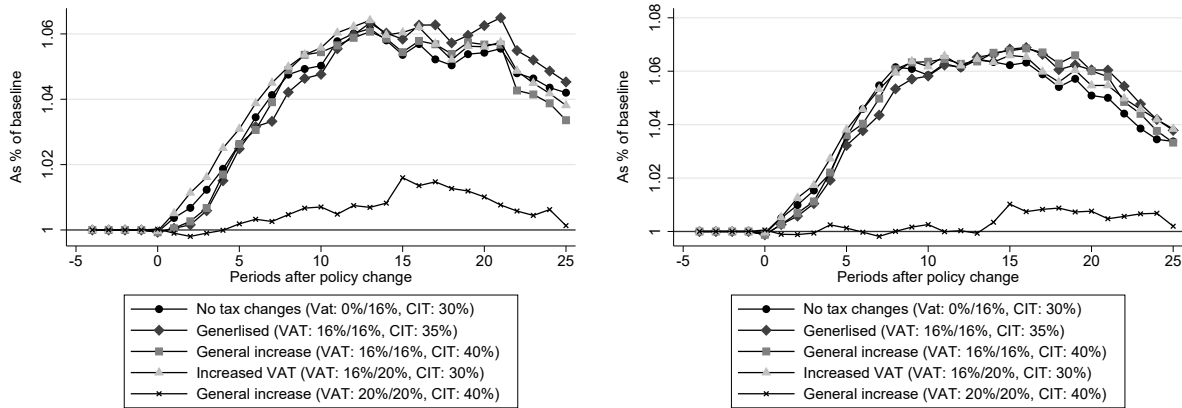 As % of baseline
1.06
1.04
1.02
1
-5 0 5 10 15 20 25
Periods after policy change
No tax changes (Vat: 0%/16%, CIT: 30%)
Generlised (VAT: 16%/16%, CIT: 35%)
General increase (VAT: 16%/16%, CIT: 40%)
Increased VAT (VAT: 16%/20%, CIT: 30%)
General increase (VAT: 20%/20%, CIT: 40%)
As % of baseline
1.08
1.06
1.04
1.02
1
-5 0 5 10 15 20 25
Periods after policy change
No tax changes (Vat: 0%/16%, CIT: 30%)
Generlised (VAT: 16%/16%, CIT: 35%)
General increase (VAT: 16%/16%, CIT: 40%)
Increased VAT (VAT: 16%/20%, CIT: 30%)
General increase (VAT: 20%/20%, CIT: 40%)